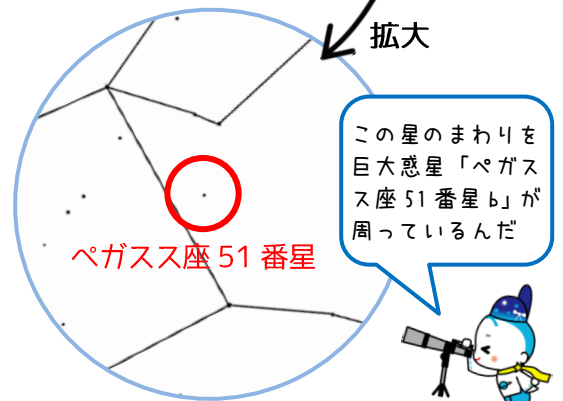 拡大
この星のまわりを
巨大惑星「ペガス
ス座51番星b」が
周っているんだ
ペガスス座51番星